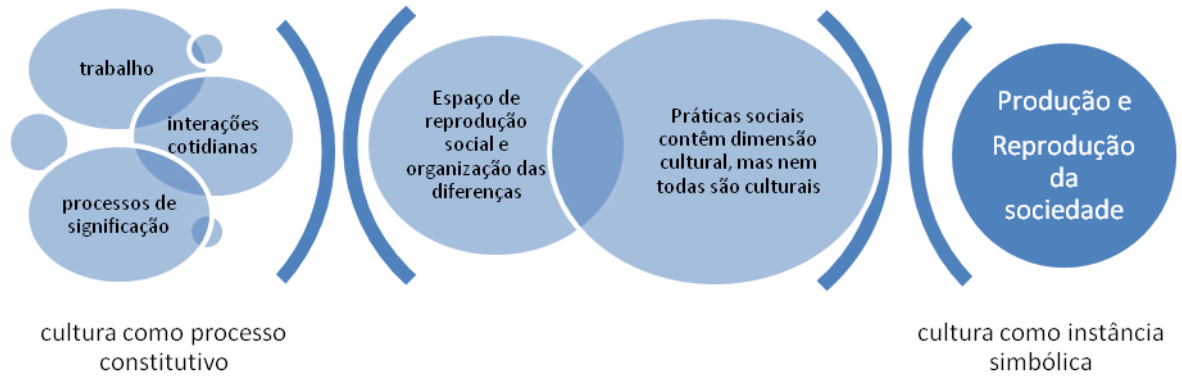 trabalho
interações
cotidianas
processos de
significação
cultura como processo
constitutivo
Espaço de
reprodução
social e
organização das
diferenças
Práticas sociais
contêm dimensão
cultural, mas nem
todas são culturais
Produção e
Reprodução
da
sociedade
cultura como instância
simbólica